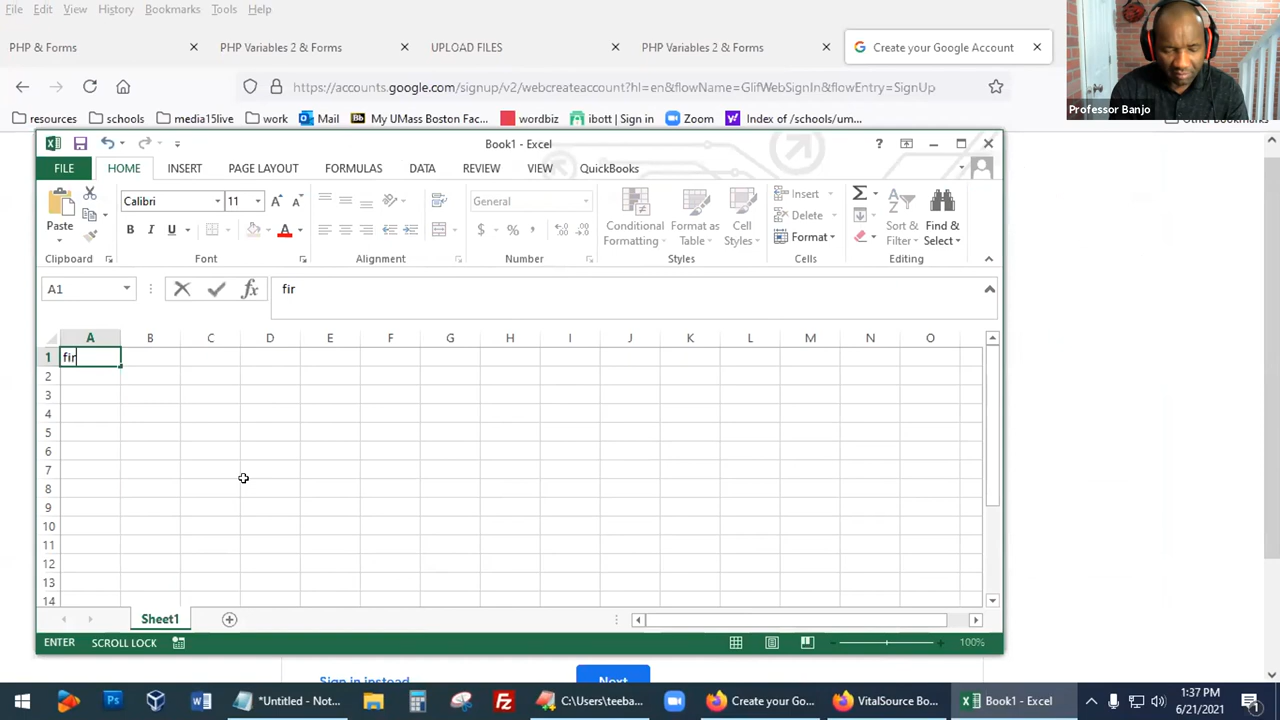 File Edit View History Bookmarks Tools Help
PHP & Forms × PHP Variables 2 & Forms × UPLOAD FILES × PHP Variables 2 & Forms × Create your Google Account ×
https://accounts.google.com/signup/v2/webcreateaccount?hl=en&flowName=GlifWebSignIn&flowEntry=SignUp
Professor Banjo
resources schools media15live work Mail My UMass Boston Fac... wordbiz ibott | Sign in Zoom Index of /schools/um...
Book1 - Excel
FILE HOME INSERT PAGE LAYOUT FORMULAS DATA REVIEW VIEW QuickBooks
Calibri 11 General Insert
Paste B I U A $ % , Conditional Formatting Format as Table Cell Styles Delete Sort & Filter Find & Select
Format
Clipboard Font Alignment Number Styles Cells Editing
A1 fx fir
A B C D E F G H I J K L M N O
1 fir
2
3
4
5
6
7
8
9
10
11
12
13
14
Sheet1
ENTER SCROLL LOCK 100%
Sign in instead Next
*Untitled - Not... C:\Users\teeba... Create your Go... VitalSource Bo... Book1 - Excel 1:37 PM
6/21/2021